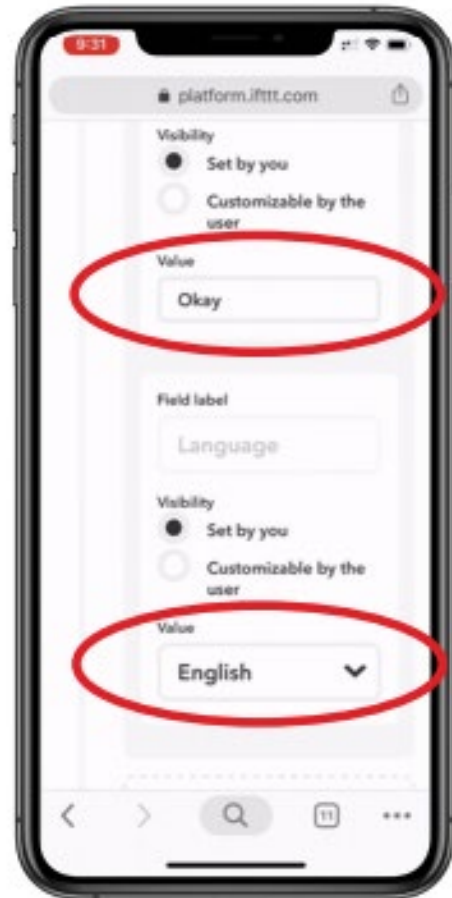 9:31
platform.ifttt.com
Visibility
Set by you
Customizable by the
user
Value
Okay
Field label
Language
Visibility
Set by you
Customizable by the
user
Value
English
11